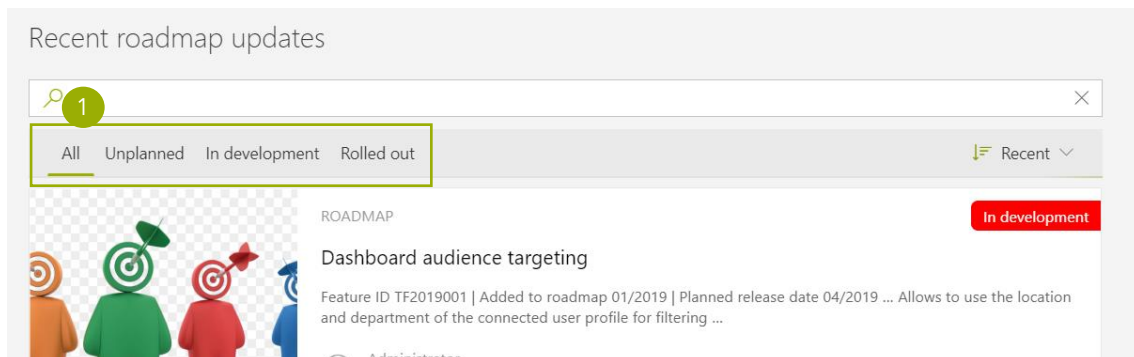 Recent roadmap updates
1
All Unplanned In development Rolled out Recent
ROADMAP
In development
Dashboard audience targeting
Feature ID TF2019001 | Added to roadmap 01/2019 | Planned release date 04/2019 ... Allows to use the location
and department of the connected user profile for filtering ...
Administrator